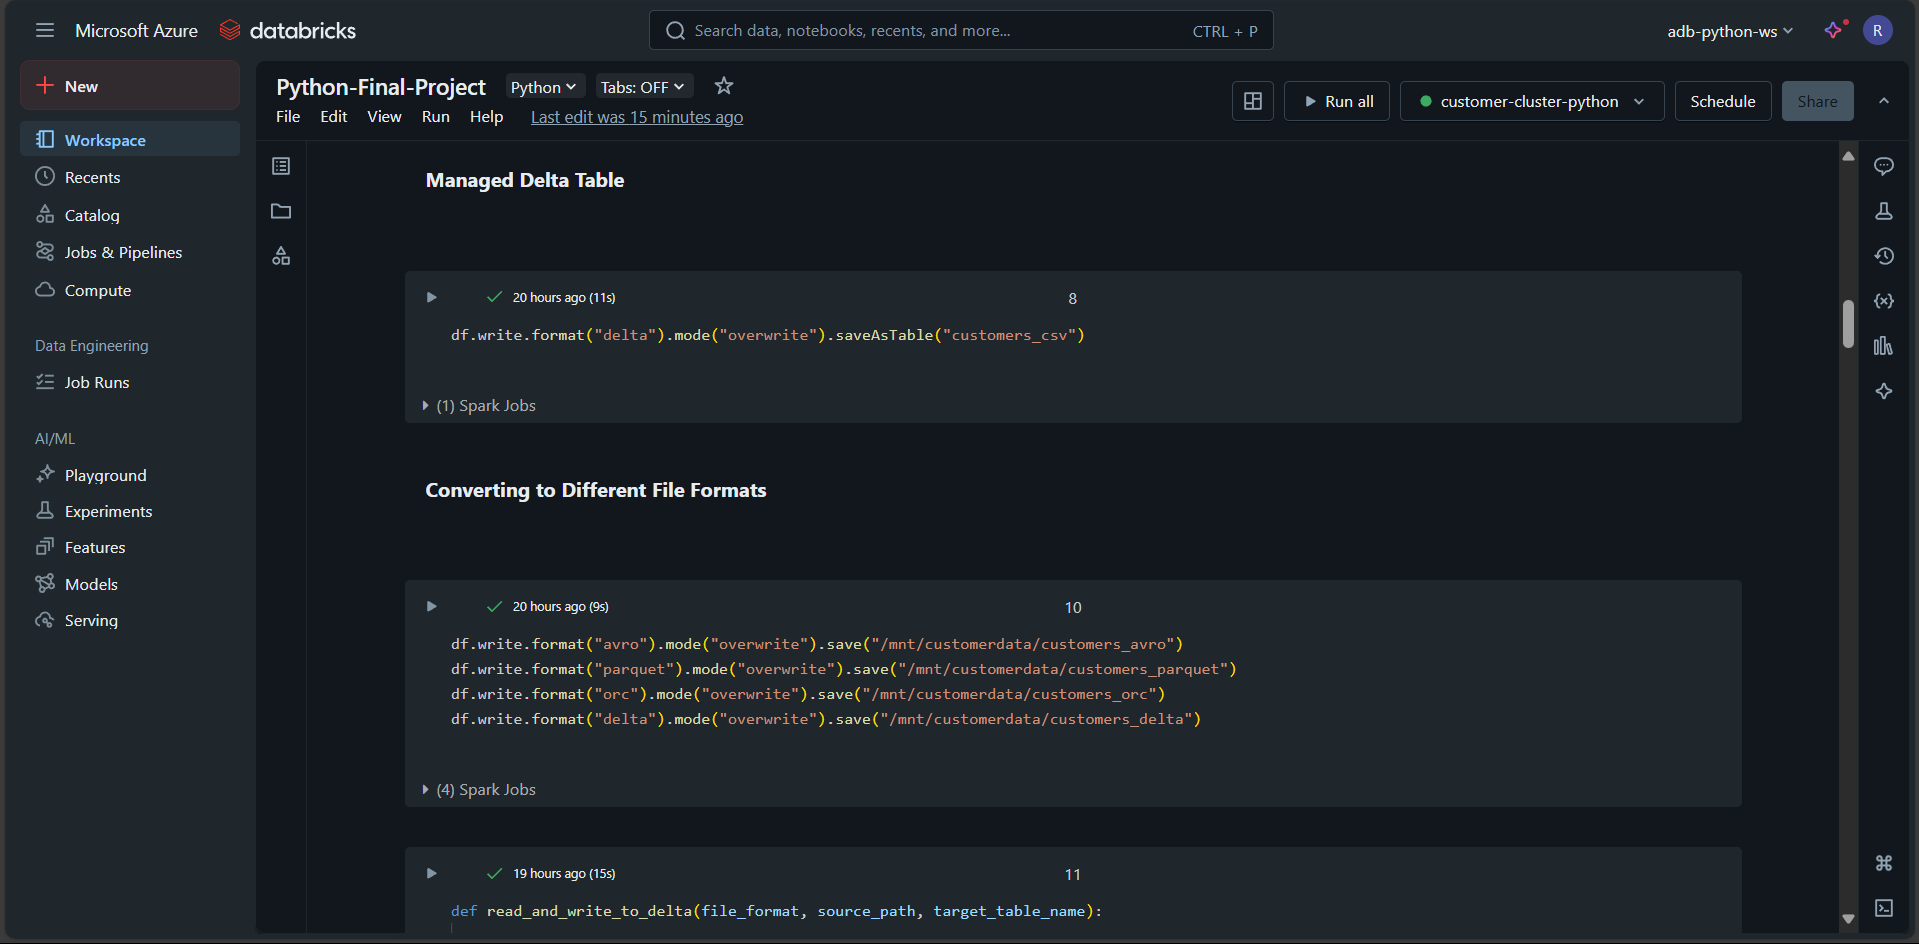 Microsoft Azure databricks
Search data, notebooks, recents, and more... CTRL + P
adb-python-ws
R
New
Workspace
Recents
Catalog
Jobs & Pipelines
Compute
Data Engineering
Job Runs
AI/ML
Playground
Experiments
Features
Models
Serving
Python-Final-Project Python Tabs: OFF
File Edit View Run Help Last edit was 15 minutes ago
Run all customer-cluster-python Schedule Share
Managed Delta Table
20 hours ago (11s) 8
df.write.format("delta").mode("overwrite").saveAsTable("customers_csv")
(1) Spark Jobs
Converting to Different File Formats
20 hours ago (9s) 10
df.write.format("avro").mode("overwrite").save("/mnt/customerdata/customers_avro")
df.write.format("parquet").mode("overwrite").save("/mnt/customerdata/customers_parquet")
df.write.format("orc").mode("overwrite").save("/mnt/customerdata/customers_orc")
df.write.format("delta").mode("overwrite").save("/mnt/customerdata/customers_delta")
(4) Spark Jobs
19 hours ago (15s) 11
def read_and_write_to_delta(file_format, source_path, target_table_name):